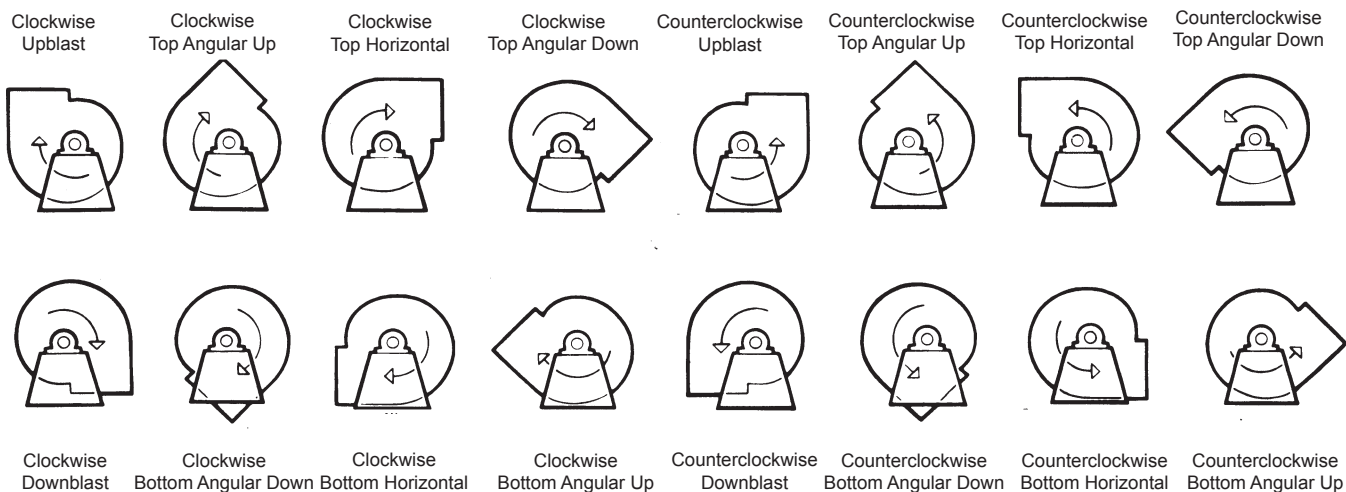 Clockwise
Upblast
Clockwise
Top Angular Up
Clockwise
Top Horizontal
Clockwise
Top Angular Down
Counterclockwise
Upblast
Counterclockwise
Top Angular Up
Counterclockwise
Top Horizontal
Counterclockwise
Top Angular Down
Clockwise
Downblast
Clockwise
Bottom Angular Down
Clockwise
Bottom Horizontal
Clockwise
Bottom Angular Up
Counterclockwise
Downblast
Counterclockwise
Bottom Angular Down
Counterclockwise
Bottom Horizontal
Counterclockwise
Bottom Angular Up